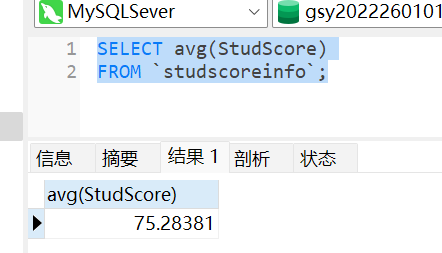 MySQLSever
gsy2022260101
1 SELECT avg(StudScore)
2 FROM `studscoreinfo`;
信息 摘要 结果 1 剖析 状态
avg(StudScore)
75.28381